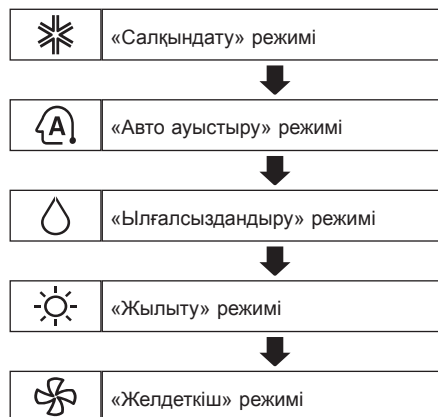 «Салқындату» режимі
A
«Авто ауыстыру» режимі
«Ылғалсыздандыру» режимі
«Жылыту» режимі
«Желдеткіш» режимі